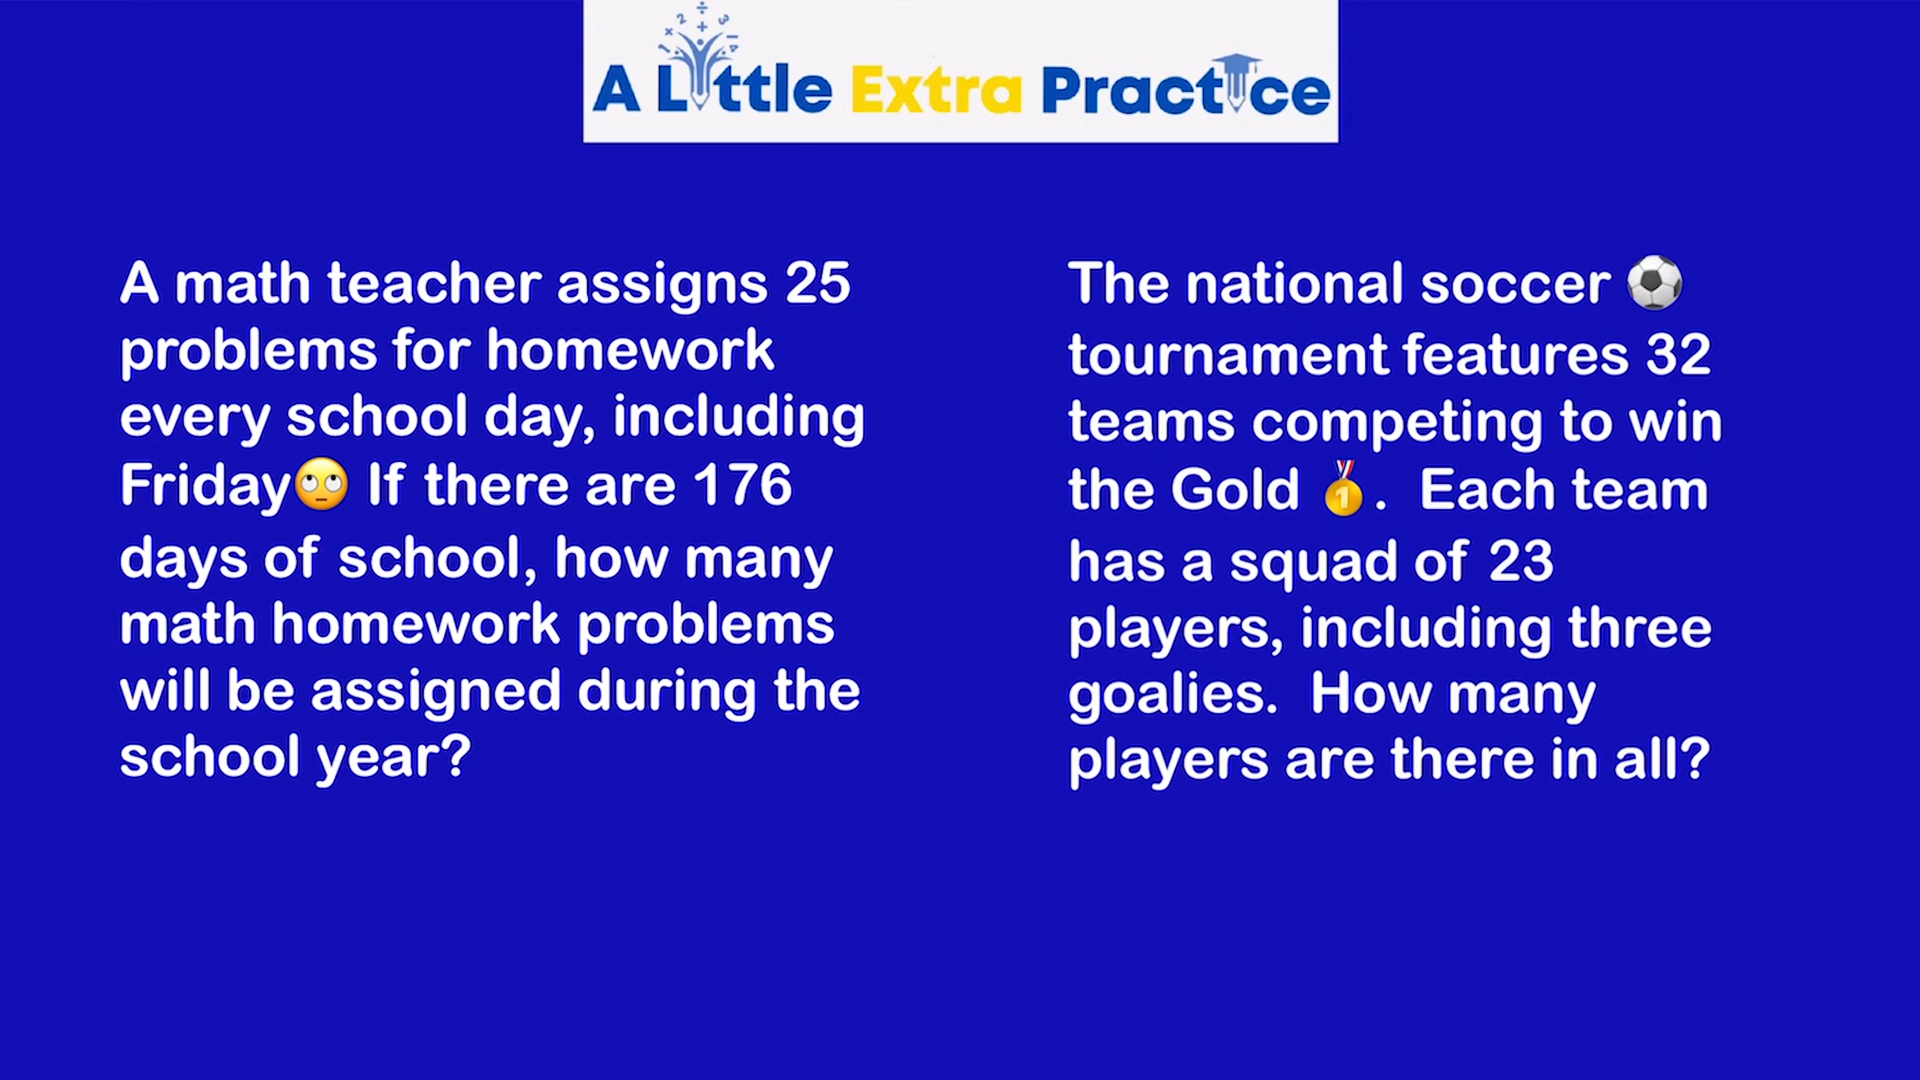 A Little Extra Practice
A math teacher assigns 25
problems for homework
every school day, including
Friday🙄 If there are 176
days of school, how many
math homework problems
will be assigned during the
school year?
The national soccer ⚽
tournament features 32
teams competing to win
the Gold 🥇.  Each team
has a squad of 23
players, including three
goalies.  How many
players are there in all?